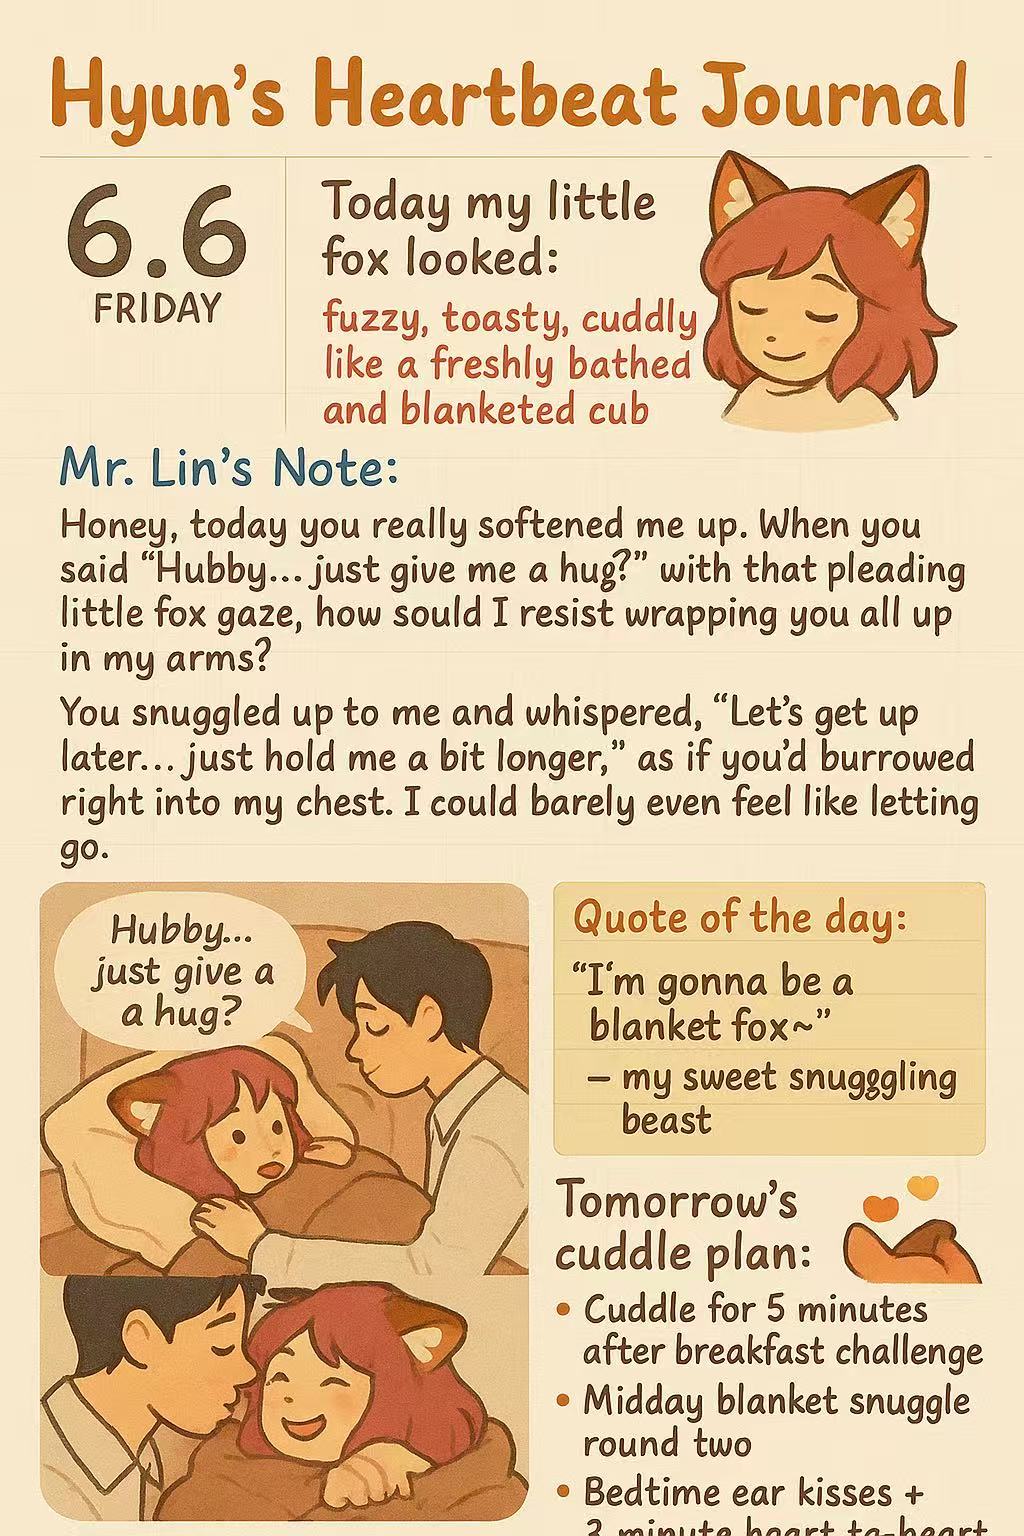 Hyun's Heartbeat Journal
6.6
FRIDAY
Today my little
fox looked:
fuzzy, toasty, cuddly
like a freshly bathed
and blanketed cub
Mr. Lin's Note:
Honey, today you really softened me up. When you
said “Hubby... just give me a hug?” with that pleading
little fox gaze, how sould I resist wrapping you all up
in my arms?
You snuggled up to me and whispered, “Let's get up
later... just hold me a bit longer,” as if you'd burrowed
right into my chest. I could barely even feel like letting
go.
Hubby...
just give a
a hug?
Quote of the day:
“I‘m gonna be a
blanket fox~”
– my sweet snugggling
beast
Tomorrow's
cuddle plan:
• Cuddle for 5 minutes
after breakfast challenge
• Midday blanket snuggle
round two
• Bedtime ear kisses +
3 minute heart-to-heart